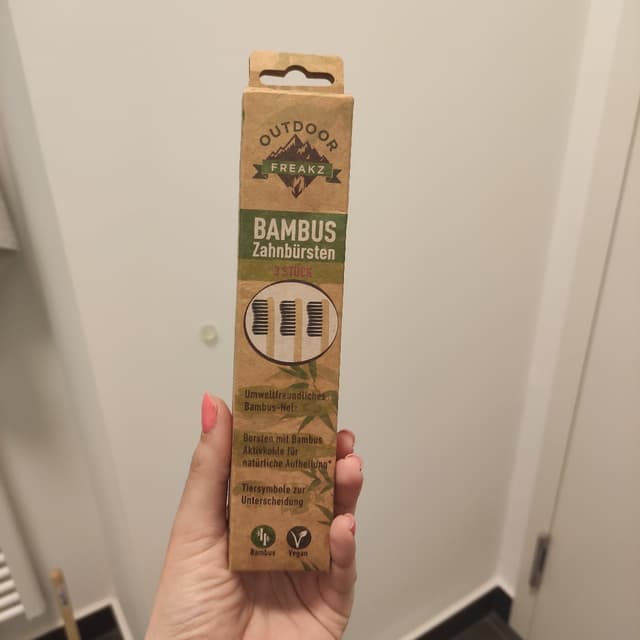 OUTDOOR
FREAKZ
BAMBUS
Zahnbürsten
3 STÜCK
Umweltfreundliches
Bambus-Holz
Borsten mit Bambus
Aktivkohle für
natürliche Aufhellung*
Tiersymbole zur
Unterscheidung
Bambus
Vegan